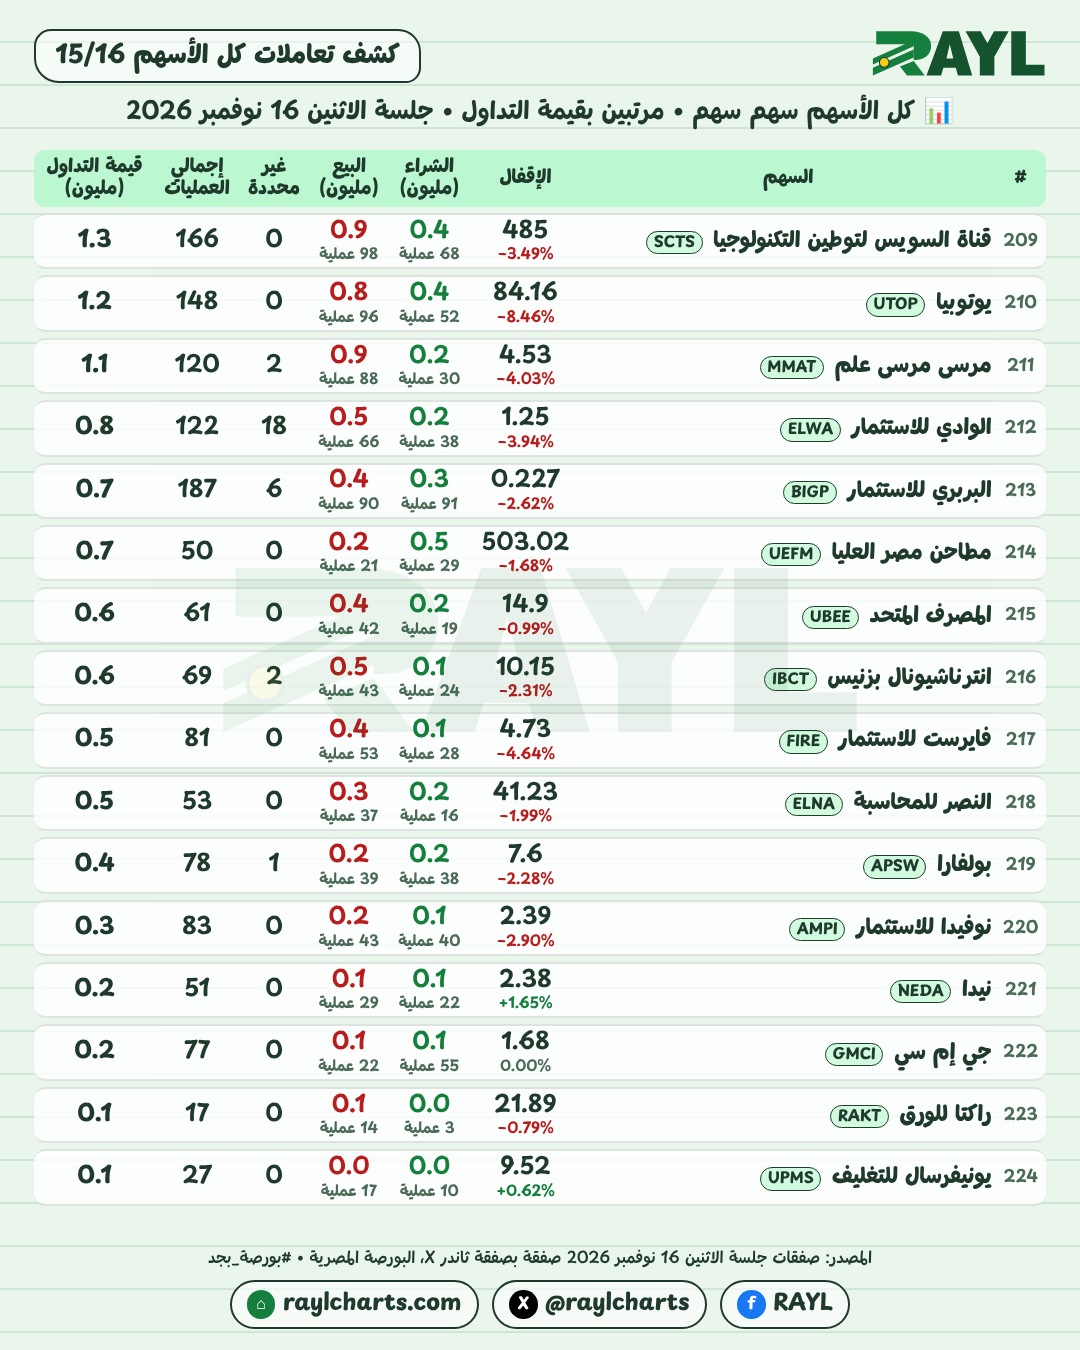 RAYL
كشف تعاملات كل الأسهم 15/16
📊 كل الأسهم سهم سهم • مرتبين بقيمة التداول • جلسة الاثنين 16 نوفمبر 2026
# السهم الإقفال الشراء (مليون) البيع (مليون) غير محددة إجمالي العمليات قيمة التداول (مليون)
209 قناة السويس لتوطين التكنولوجيا SCTS 485 -3.49% 0.4 68 عملية 0.9 98 عملية 0 166 1.3
210 يوتوبيا UTOP 84.16 -8.46% 0.4 52 عملية 0.8 96 عملية 0 148 1.2
211 مرسى مرسى علم MMAT 4.53 -4.03% 0.2 30 عملية 0.9 88 عملية 2 120 1.1
212 الوادي للاستثمار ELWA 1.25 -3.94% 0.2 38 عملية 0.5 66 عملية 18 122 0.8
213 البربري للاستثمار BIGP 0.227 -2.62% 0.3 91 عملية 0.4 90 عملية 6 187 0.7
214 مطاحن مصر العليا UEFM 503.02 -1.68% 0.5 29 عملية 0.2 21 عملية 0 50 0.7
215 المصرف المتحد UBEE 14.9 -0.99% 0.2 19 عملية 0.4 42 عملية 0 61 0.6
216 انترناشيونال بزنيس IBCT 10.15 -2.31% 0.1 24 عملية 0.5 43 عملية 2 69 0.6
217 فايرست للاستثمار FIRE 4.73 -4.64% 0.1 28 عملية 0.4 53 عملية 0 81 0.5
218 النصر للمحاسبة ELNA 41.23 -1.99% 0.2 16 عملية 0.3 37 عملية 0 53 0.5
219 بولفارا APSW 7.6 -2.28% 0.2 38 عملية 0.2 39 عملية 1 78 0.4
220 نوفيدا للاستثمار AMPI 2.39 -2.90% 0.1 40 عملية 0.2 43 عملية 0 83 0.3
221 نيدا NEDA 2.38 +1.65% 0.1 22 عملية 0.1 29 عملية 0 51 0.2
222 جي إم سي GMCI 1.68 0.00% 0.1 55 عملية 0.1 22 عملية 0 77 0.2
223 راكتا للورق RAKT 21.89 -0.79% 0.0 3 عملية 0.1 14 عملية 0 17 0.1
224 يونيفرسال للتغليف UPMS 9.52 +0.62% 0.0 10 عملية 0.0 17 عملية 0 27 0.1
المصدر: صفقات جلسة الاثنين 16 نوفمبر 2026 صفقة بصفقة ثاندر X، البورصة المصرية • #بورصة_بجد
RAYL @raylcharts raylcharts.com